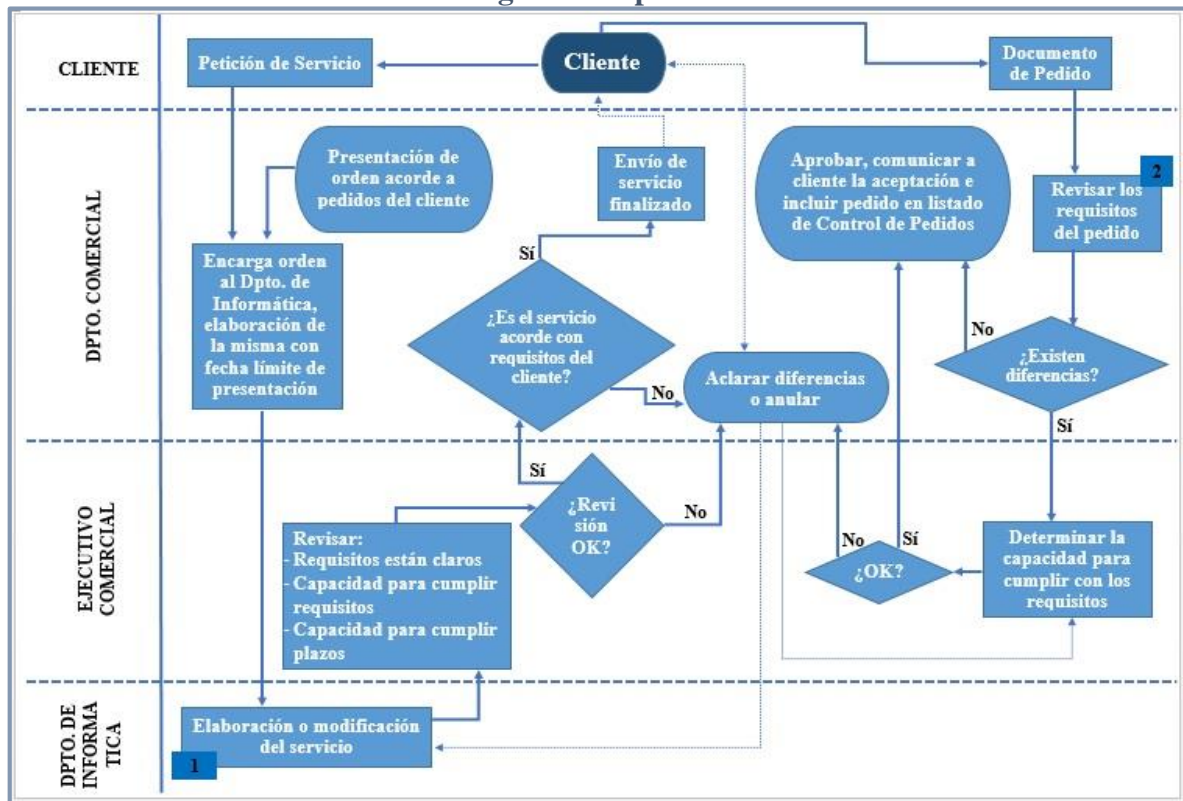 CLIENTE
Petición de Servicio
Cliente
Documento
de Pedido
DPTO. COMERCIAL
Presentación de
orden acorde a
pedidos del cliente
Envío de
servicio
finalizado
Aprobar, comunicar a
cliente la aceptación e
incluir pedido en listado
de Control de Pedidos
2
Revisar los
requisitos
del pedido
Encarga orden
al Dpto. de
Informática,
elaboración de
la misma con
fecha límite de
presentación
Sí
¿Es el servicio
acorde con
requisitos del
cliente?
No
Aclarar diferencias
o anular
No
¿Existen
diferencias?
Sí
EJECUTIVO
COMERCIAL
Revisar:
- Requisitos están claros
- Capacidad para cumplir
requisitos
- Capacidad para cumplir
plazos
Sí
¿Revi
sión
OK?
No
No
Sí
¿OK?
Determinar la
capacidad para
cumplir con los
requisitos
DPTO. DE
INFORMA
TICA
Elaboración o modificación
del servicio
1